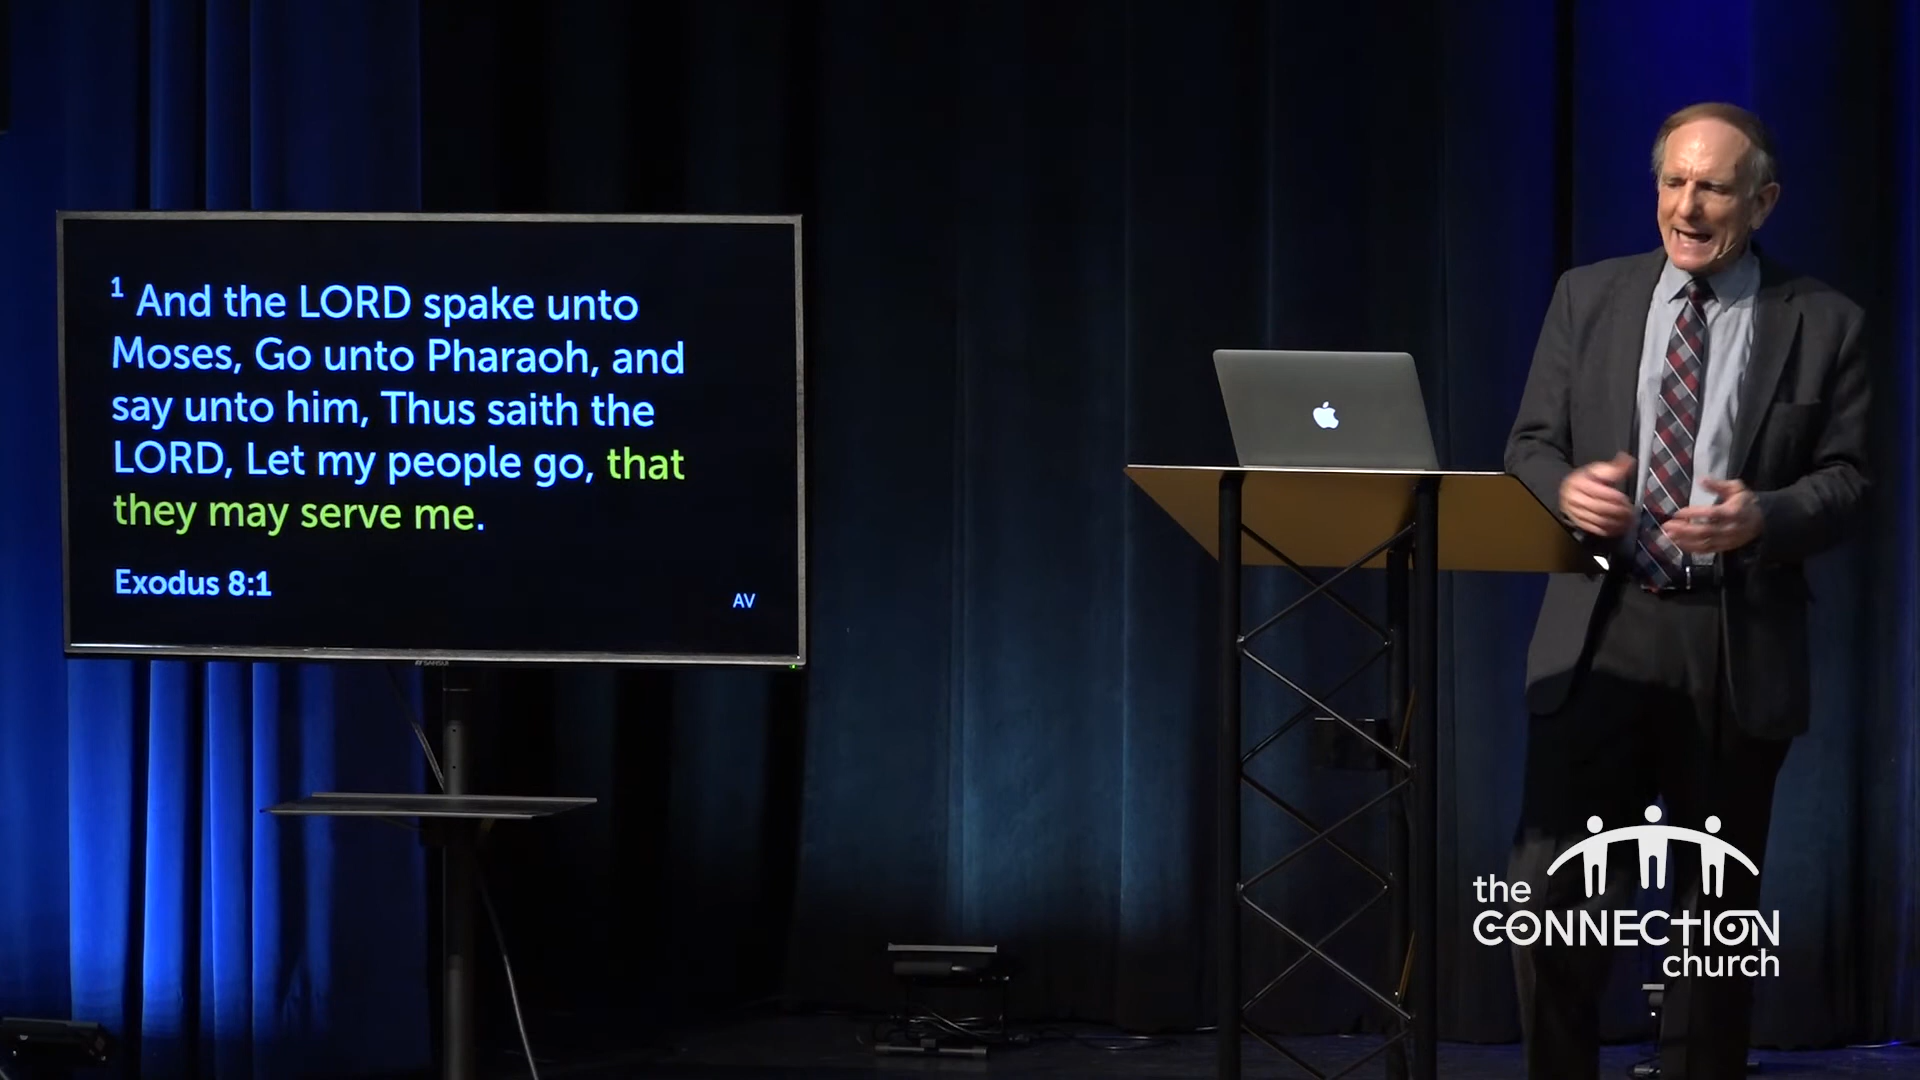 1 And the LORD spake unto
Moses, Go unto Pharaoh, and
say unto him, Thus saith the
LORD, Let my people go, that
they may serve me.
Exodus 8:1
AV
SANSUI
the
CONNECTION
church